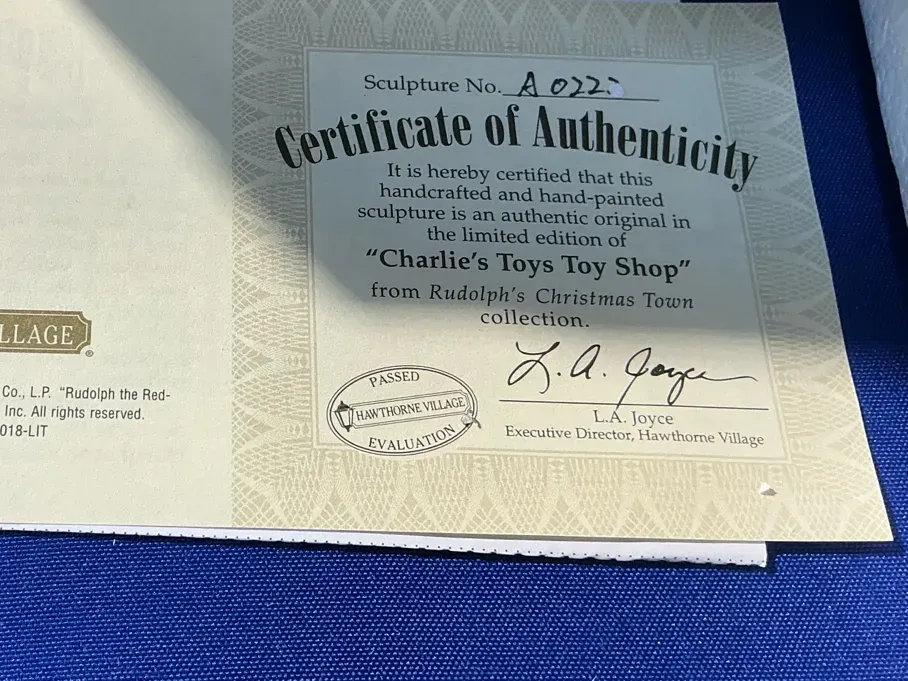 Sculpture No. A 022
Certificate of Authenticity
It is hereby certified that this
handcrafted and hand-painted
sculpture is an authentic original in
the limited edition of
“Charlie's Toys Toy Shop”
from Rudolph's Christmas Town
collection.
L. A. Joyce
L.A. Joyce
Executive Director, Hawthorne Village
PASSED
HAWTHORNE VILLAGE
EVALUATION
LLAGE ®
Co., L.P. “Rudolph the Red-
Inc. All rights reserved.
018-LIT